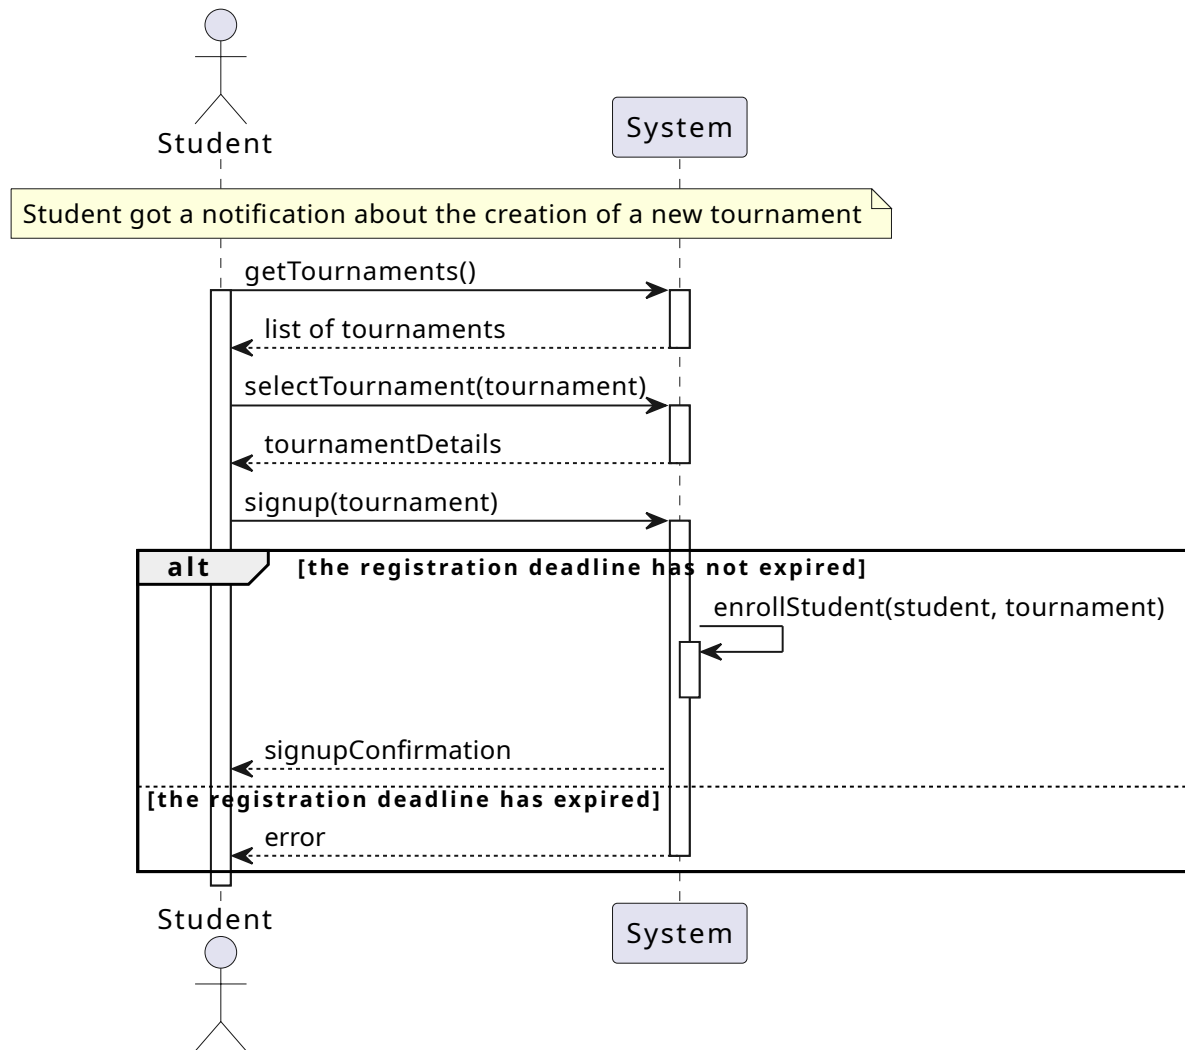 Student
System
Student got a notification about the creation of a new tournament
getTournaments()
list of tournaments
selectTournament(tournament)
tournamentDetails
signup(tournament)
alt
[the registration deadline has not expired]
enrollStudent(student, tournament)
signupConfirmation
[the registration deadline has expired]
error
Student
System